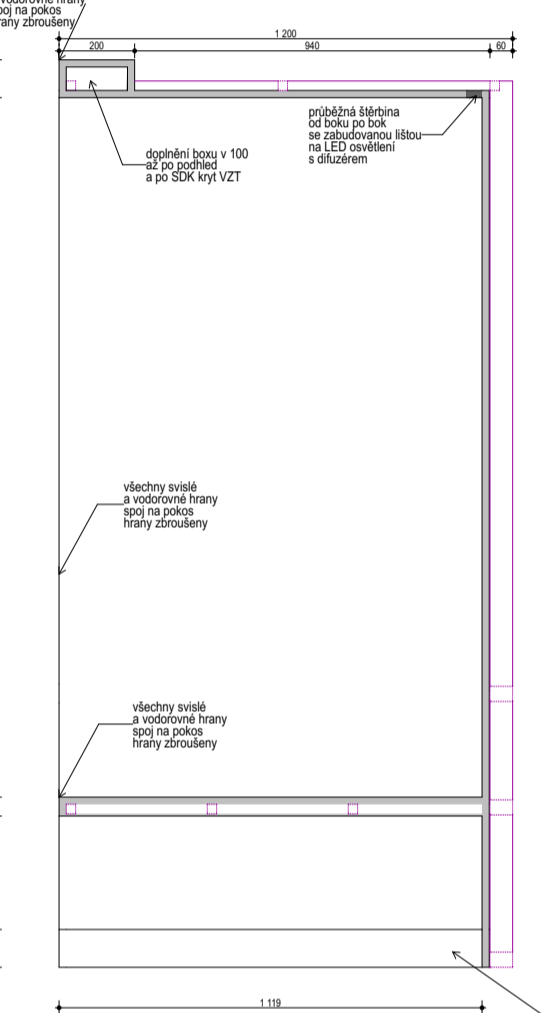 vodorovné hrany
spoj na pokos
hrany zbroušeny
1 200
200
940
60
průběžná štěrbina
od boku po bok
se zabudovanou lištou
na LED osvětlení
s difuzérem
doplnění boxu v 100
až po podhled
a po SDK kryt VZT
všechny svislé
a vodorovné hrany
spoj na pokos
hrany zbroušeny
všechny svislé
a vodorovné hrany
spoj na pokos
hrany zbroušeny
1 119